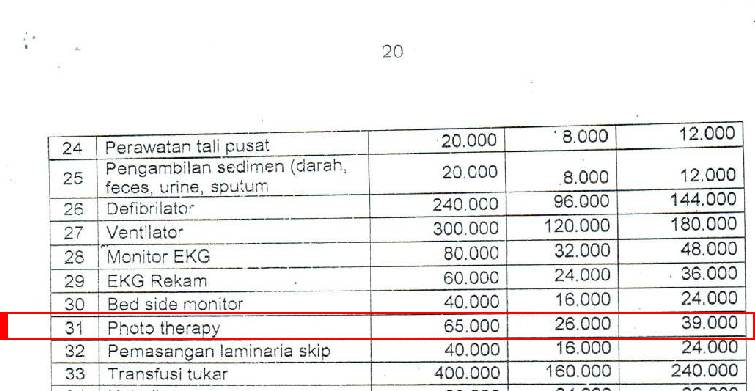 20
24 Perawatan tali pusat 20.000 8.000 12.000
25 Pengambilan sedimen (darah, feces, urine, sputum 20.000 8.000 12.000
26 Defibrilator 240.000 96.000 144.000
27 Ventilator 300.000 120.000 180.000
28 Monitor EKG 80.000 32.000 48.000
29 EKG Rekam 60.000 24.000 36.000
30 Bed side monitor 40.000 16.000 24.000
31 Photo therapy 65.000 26.000 39.000
32 Pemasangan laminaria skip 40.000 16.000 24.000
33 Transfusi tukar 400.000 160.000 240.000